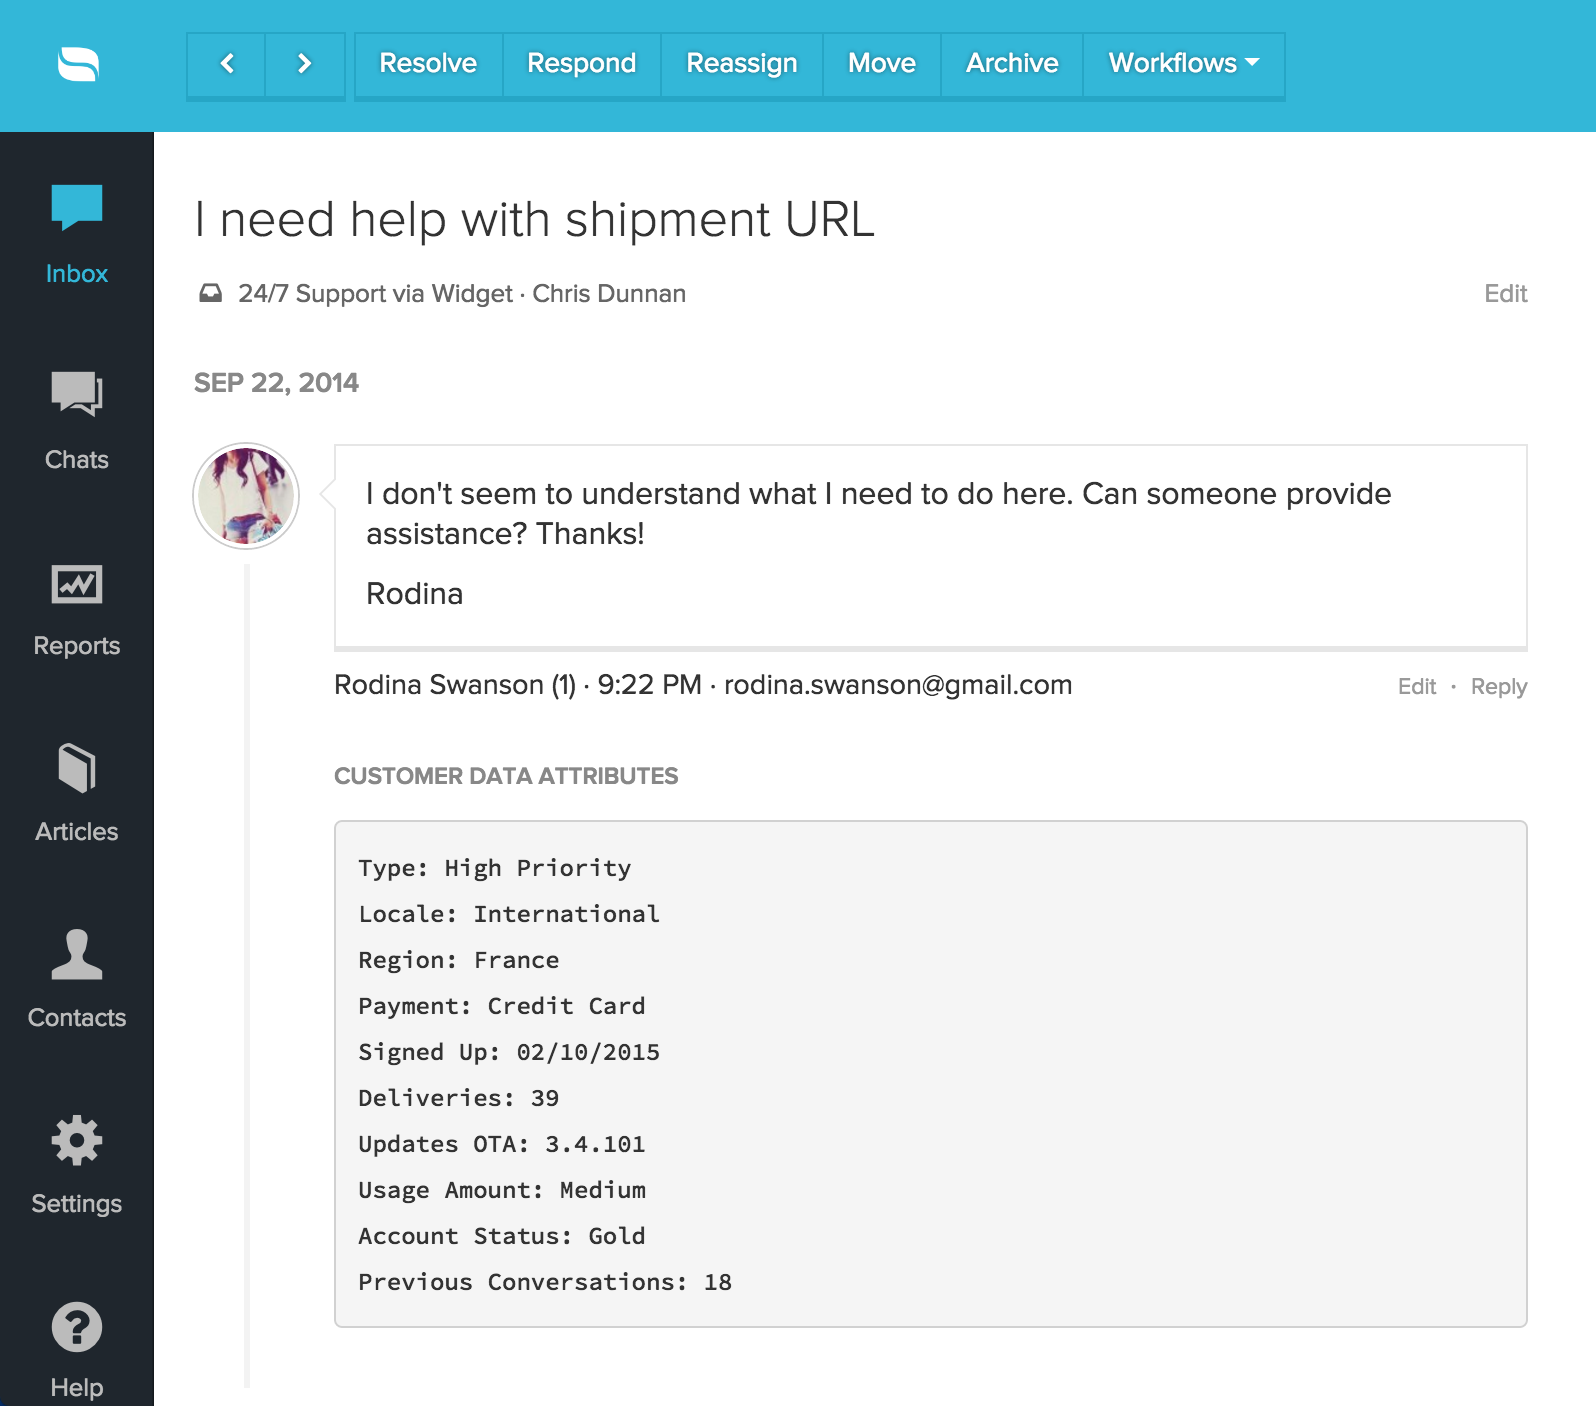 Resolve Respond Reassign Move Archive Workflows
I need help with shipment URL
24/7 Support via Widget · Chris Dunnan Edit
SEP 22, 2014
I don't seem to understand what I need to do here. Can someone provide
assistance? Thanks!
Rodina
Rodina Swanson (1) · 9:22 PM · rodina.swanson@gmail.com Edit · Reply
CUSTOMER DATA ATTRIBUTES
Type: High Priority
Locale: International
Region: France
Payment: Credit Card
Signed Up: 02/10/2015
Deliveries: 39
Updates OTA: 3.4.101
Usage Amount: Medium
Account Status: Gold
Previous Conversations: 18
Inbox
Chats
Reports
Articles
Contacts
Settings
Help